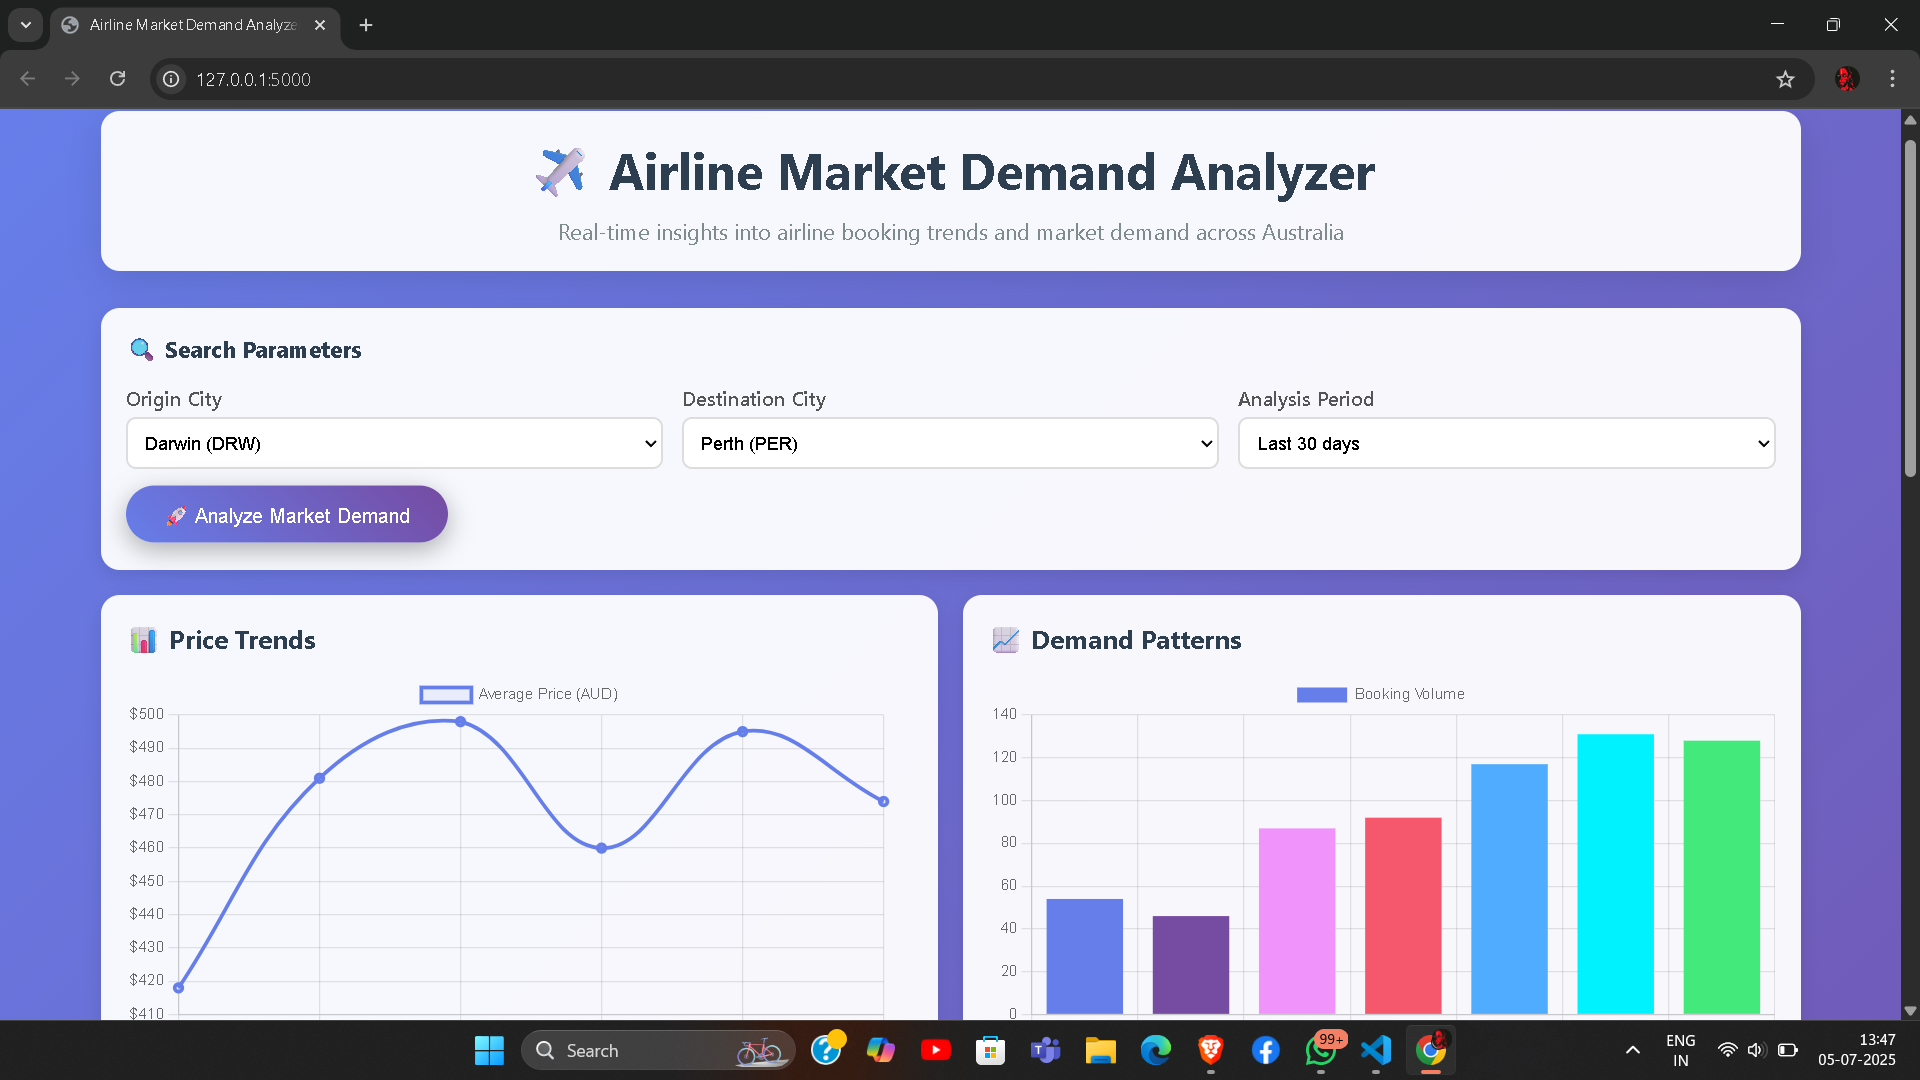 Airline Market Demand Analyze
127.0.0.1:5000
Airline Market Demand Analyzer
Real-time insights into airline booking trends and market demand across Australia
Search Parameters
Origin City Destination City Analysis Period
Darwin (DRW) Perth (PER) Last 30 days
Analyze Market Demand
Price Trends
Average Price (AUD)
$500
$490
$480
$470
$460
$450
$440
$430
$420
$410
Demand Patterns
Booking Volume
140
120
100
80
60
40
20
0
Search
99+
ENG
IN
13:47
05-07-2025